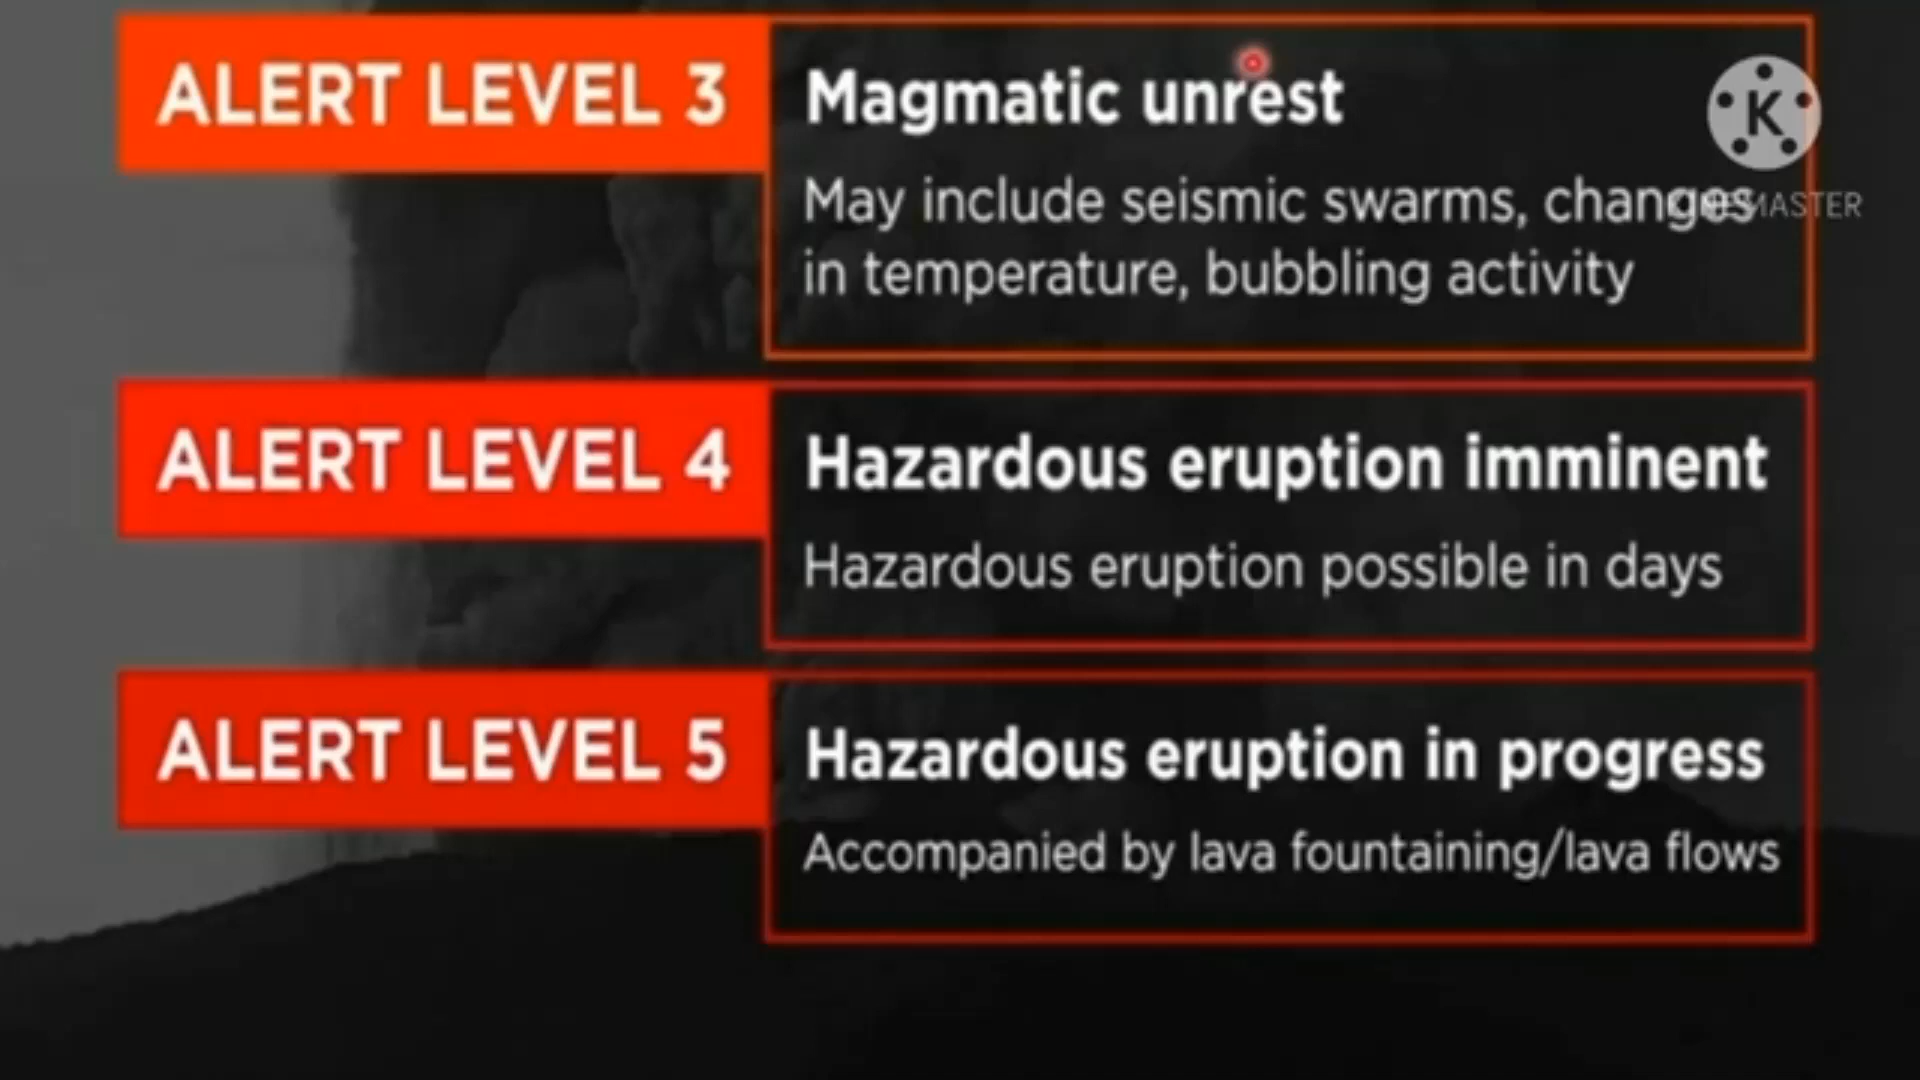 ALERT LEVEL 3
Magmatic unrest
May include seismic swarms, changes
in temperature, bubbling activity
K
KINEMASTER
ALERT LEVEL 4
Hazardous eruption imminent
Hazardous eruption possible in days
ALERT LEVEL 5
Hazardous eruption in progress
Accompanied by lava fountaining/lava flows